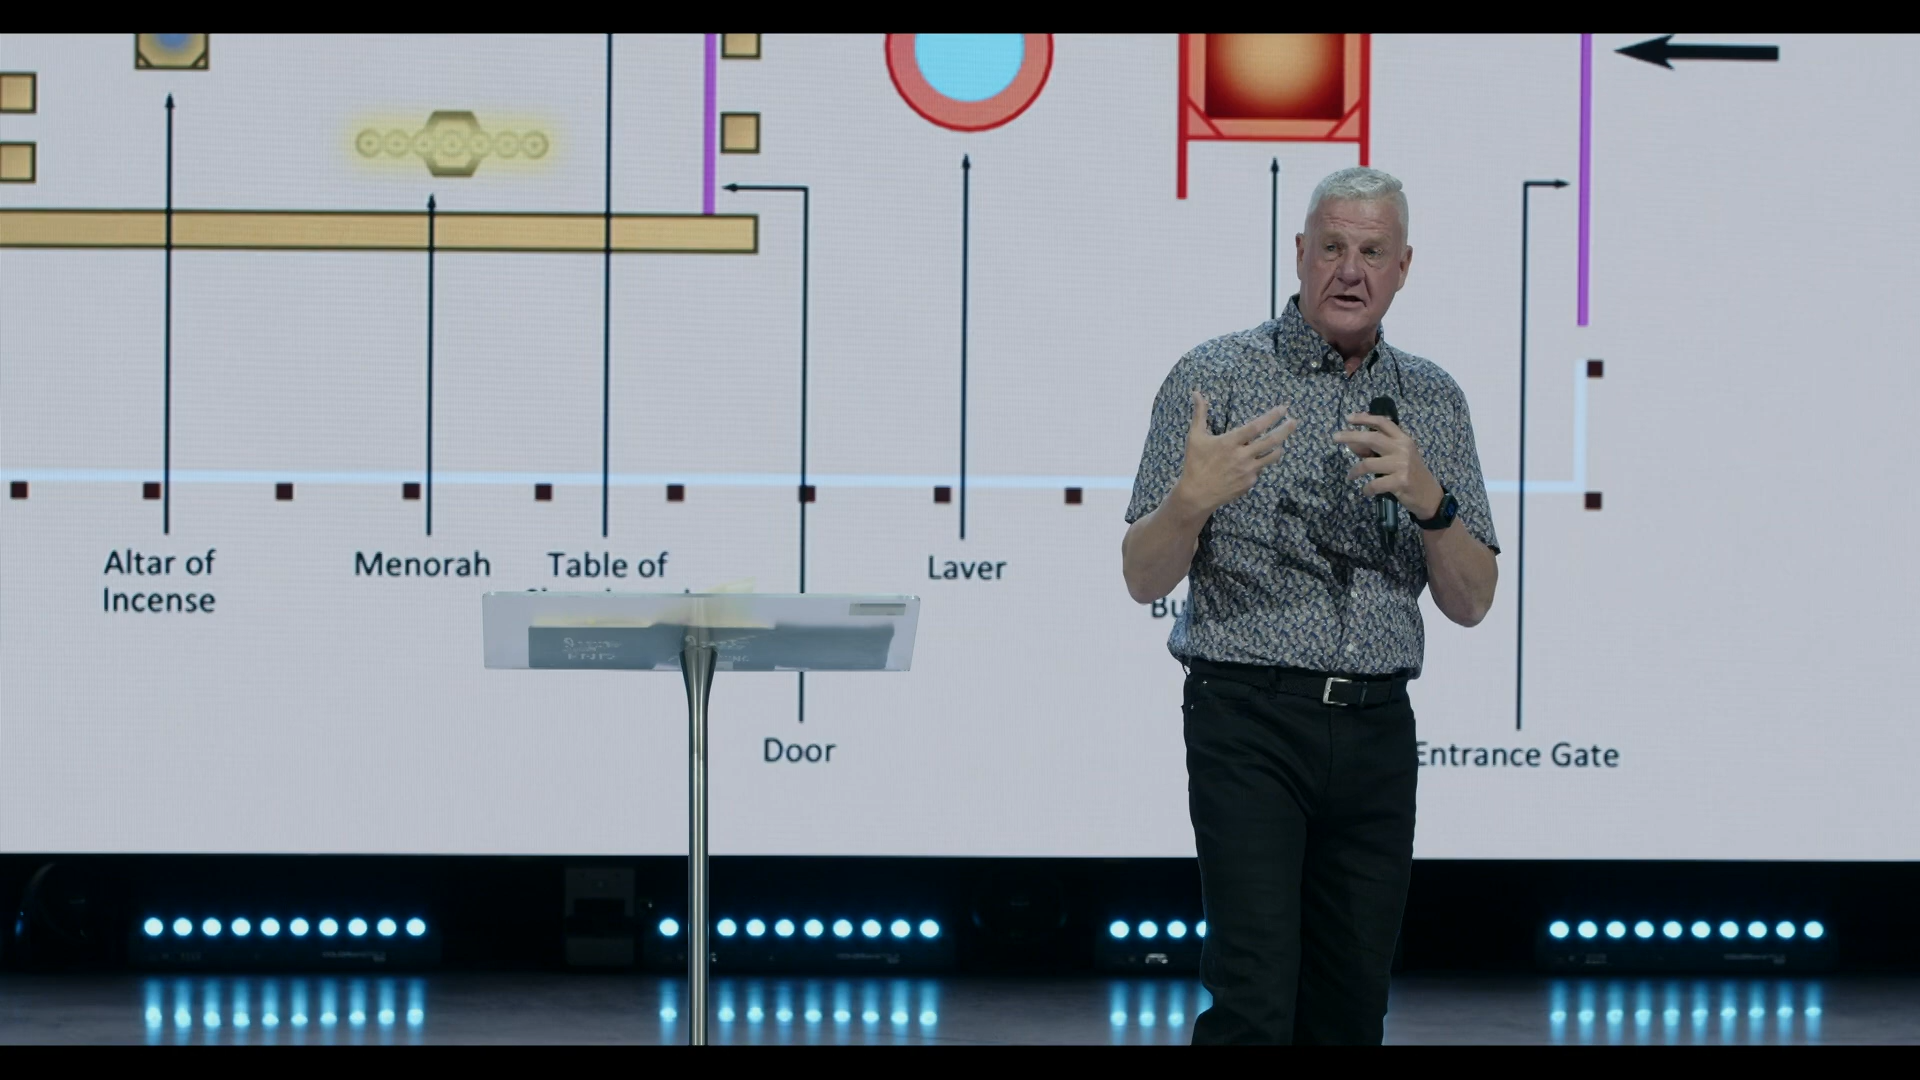 Altar of
Incense
Menorah
Table of
Laver
Door
Entrance Gate